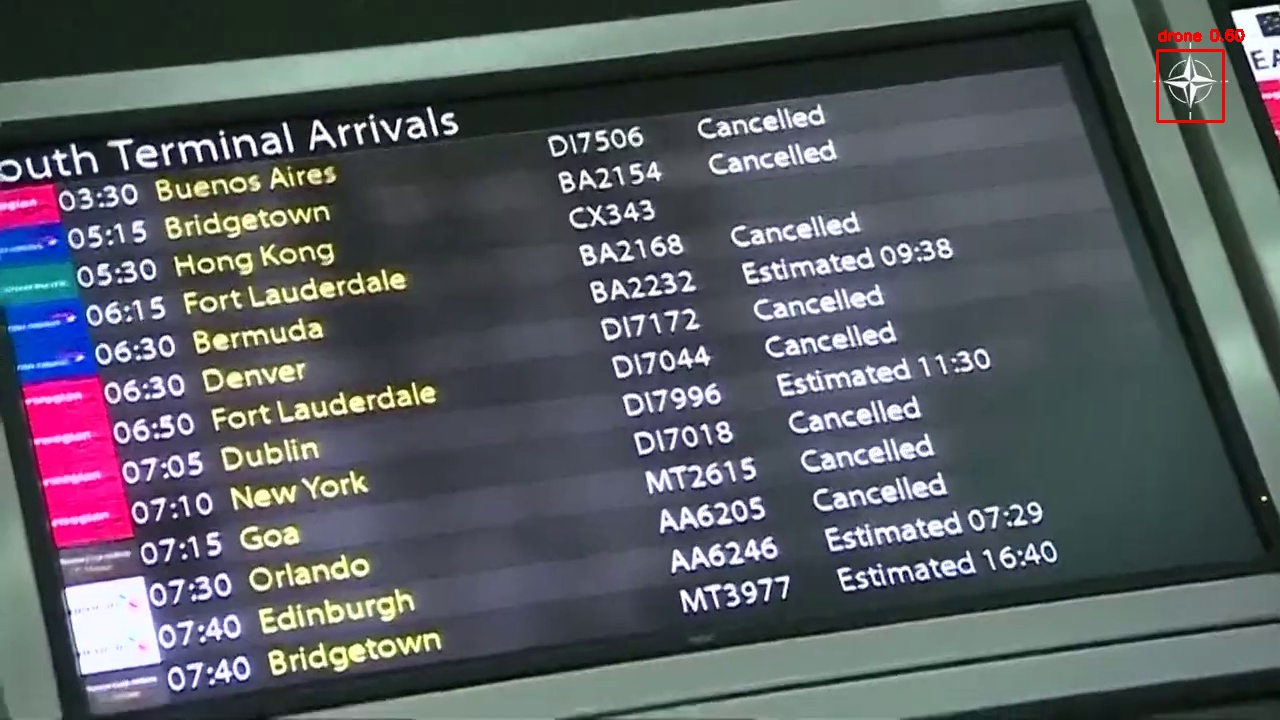 drone 0.60
outh Terminal Arrivals
03:30 Buenos Aires DI7506 Cancelled
05:15 Bridgetown BA2154 Cancelled
05:30 Hong Kong CX343
06:15 Fort Lauderdale BA2168 Cancelled
06:30 Bermuda BA2232 Estimated 09:38
06:30 Denver DI7172 Cancelled
06:50 Fort Lauderdale DI7044 Cancelled
07:05 Dublin DI7996 Estimated 11:30
07:10 New York DI7018 Cancelled
07:15 Goa MT2615 Cancelled
07:30 Orlando AA6205 Cancelled
07:40 Edinburgh AA6246 Estimated 07:29
07:40 Bridgetown MT3977 Estimated 16:40